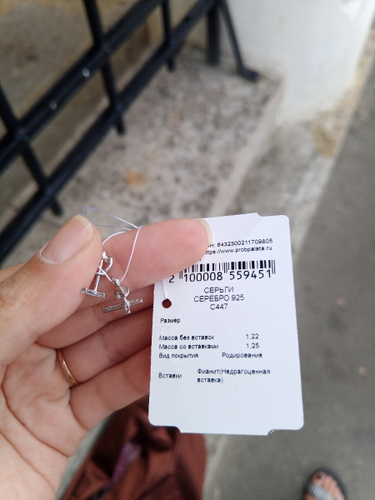 ИН: 6432300211709805
https://www.probpalata.ru
2 100008 559451
СЕРЬГИ
СЕРЕБРО 925
С447
Размер
Масса без вставок 1,22
Масса со вставками 1,25
Вид покрытия Родирование
Вставки Фианит(Недрагоценная вставка)